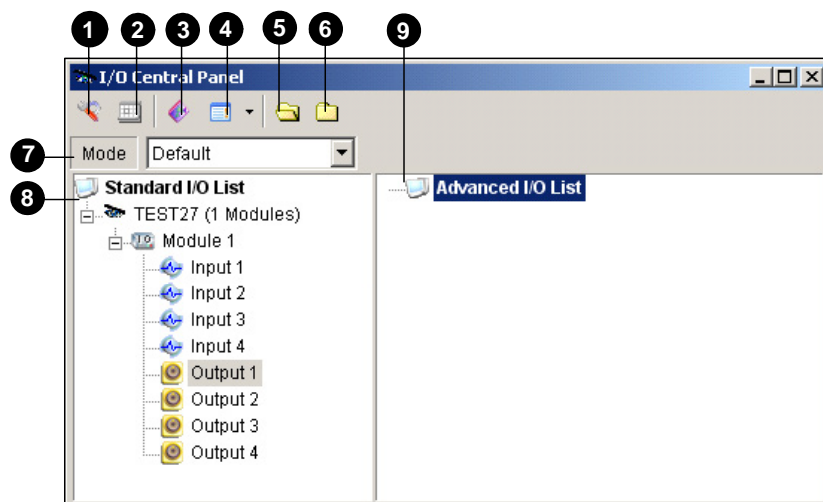 1 2 3 4 5 6 9
I/O Central Panel
7 Mode Default
8 Standard I/O List
Advanced I/O List
TEST27 (1 Modules)
Module 1
Input 1
Input 2
Input 3
Input 4
Output 1
Output 2
Output 3
Output 4